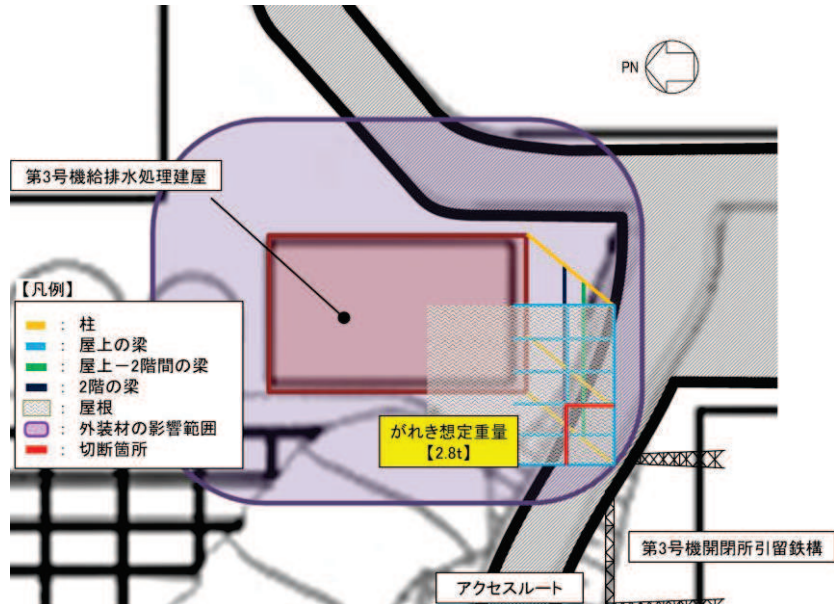 PN
第3号機給排水処理建屋
【凡例】
: 柱
: 屋上の梁
: 屋上－2階間の梁
: 2階の梁
: 屋根
: 外装材の影響範囲
: 切断箇所
がれき想定重量
【2.8t】
第3号機開閉所引留鉄構
アクセスルート